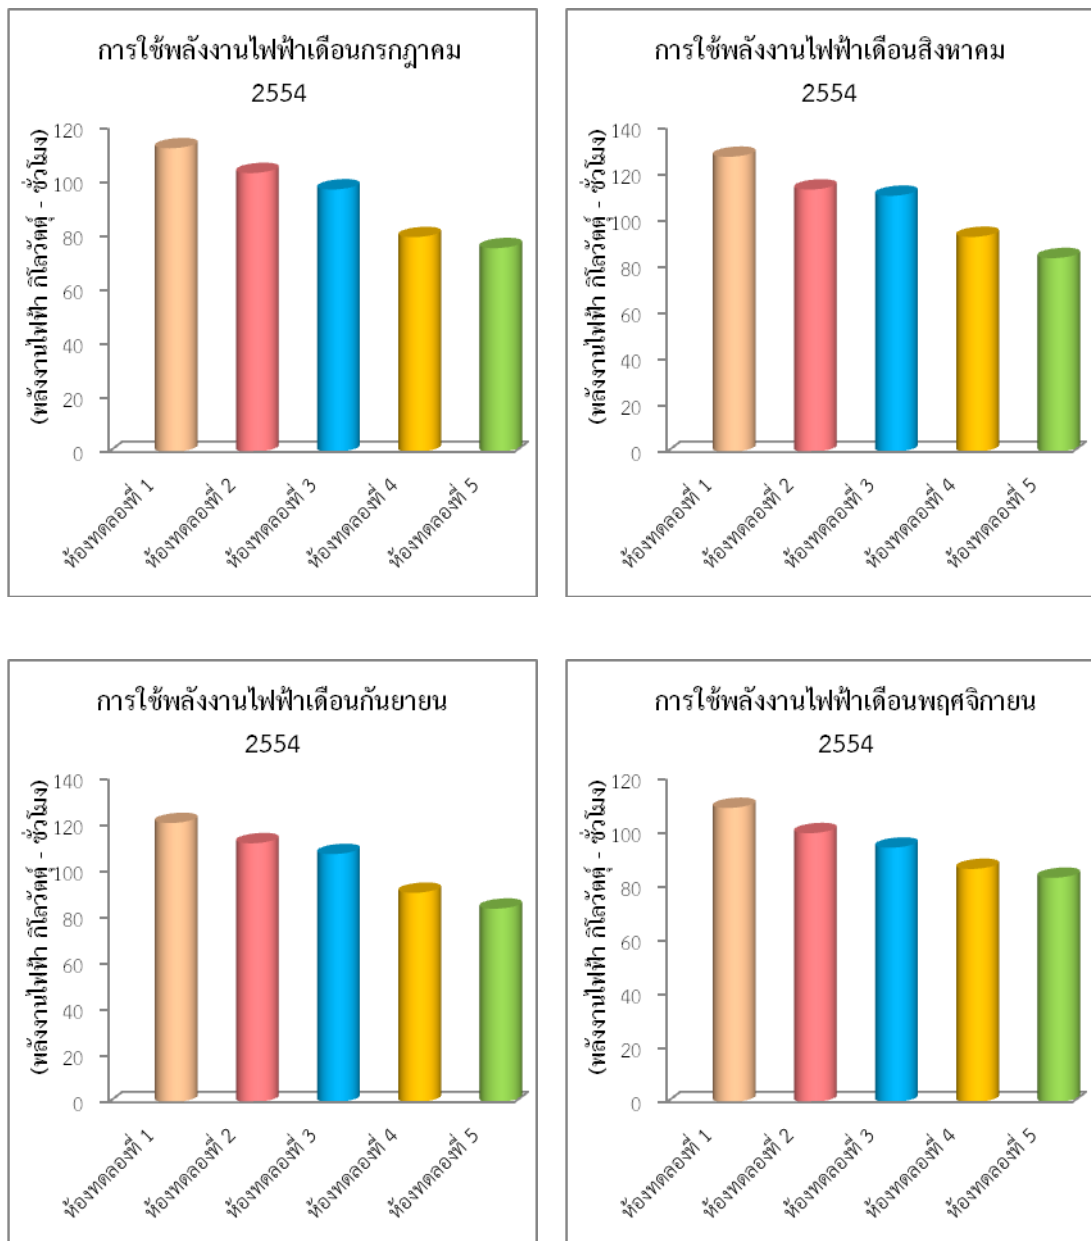 การใช้พลังงานไฟฟ้าเดือนกรกฎาคม
2554
(พลังงานไฟฟ้า กิโลวัตต์ - ชั่วโมง)
120
100
80
60
40
20
0
ห้องทดลองที่ 1
ห้องทดลองที่ 2
ห้องทดลองที่ 3
ห้องทดลองที่ 4
ห้องทดลองที่ 5
การใช้พลังงานไฟฟ้าเดือนสิงหาคม
2554
(พลังงานไฟฟ้า กิโลวัตต์ - ชั่วโมง)
140
120
100
80
60
40
20
0
ห้องทดลองที่ 1
ห้องทดลองที่ 2
ห้องทดลองที่ 3
ห้องทดลองที่ 4
ห้องทดลองที่ 5
การใช้พลังงานไฟฟ้าเดือนกันยายน
2554
(พลังงานไฟฟ้า กิโลวัตต์ - ชั่วโมง)
140
120
100
80
60
40
20
0
ห้องทดลองที่ 1
ห้องทดลองที่ 2
ห้องทดลองที่ 3
ห้องทดลองที่ 4
ห้องทดลองที่ 5
การใช้พลังงานไฟฟ้าเดือนพฤศจิกายน
2554
(พลังงานไฟฟ้า กิโลวัตต์ - ชั่วโมง)
120
100
80
60
40
20
0
ห้องทดลองที่ 1
ห้องทดลองที่ 2
ห้องทดลองที่ 3
ห้องทดลองที่ 4
ห้องทดลองที่ 5